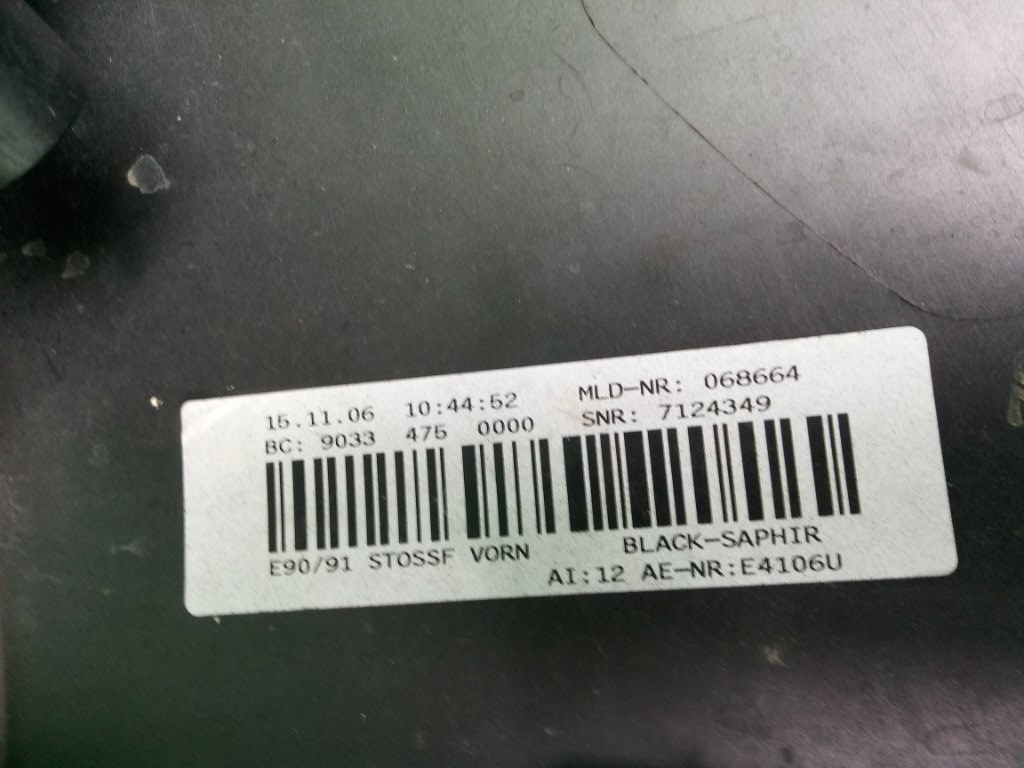 15.11.06 10:44:52 MLD-NR: 068664
BC: 9033 475 0000 SNR: 7124349
E90/91 STOSSF VORN BLACK-SAPHIR
AI:12 AE-NR:E4106U